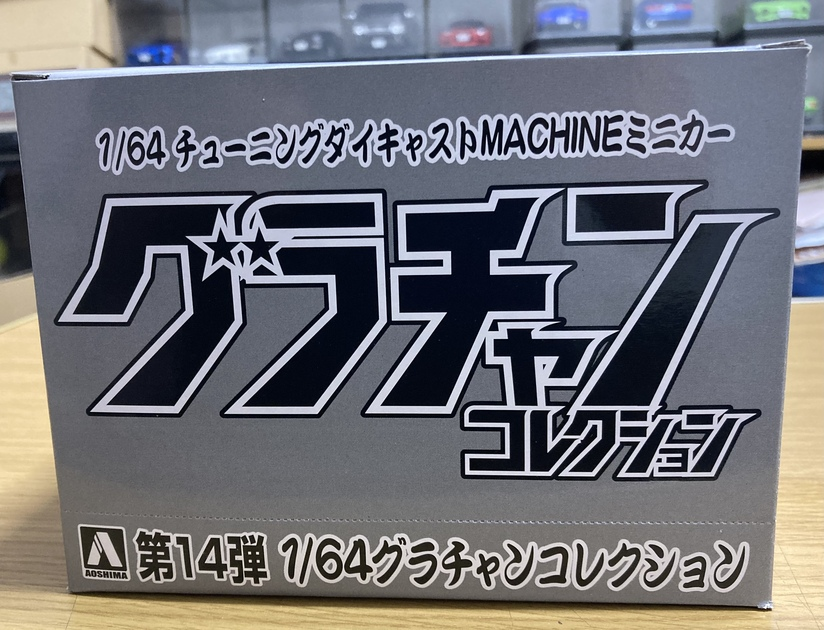 1/64 チューニングダイキャストMACHINEミニカー
グラチャン
コレクション
AOSHIMA
第14弾 1/64グラチャンコレクション